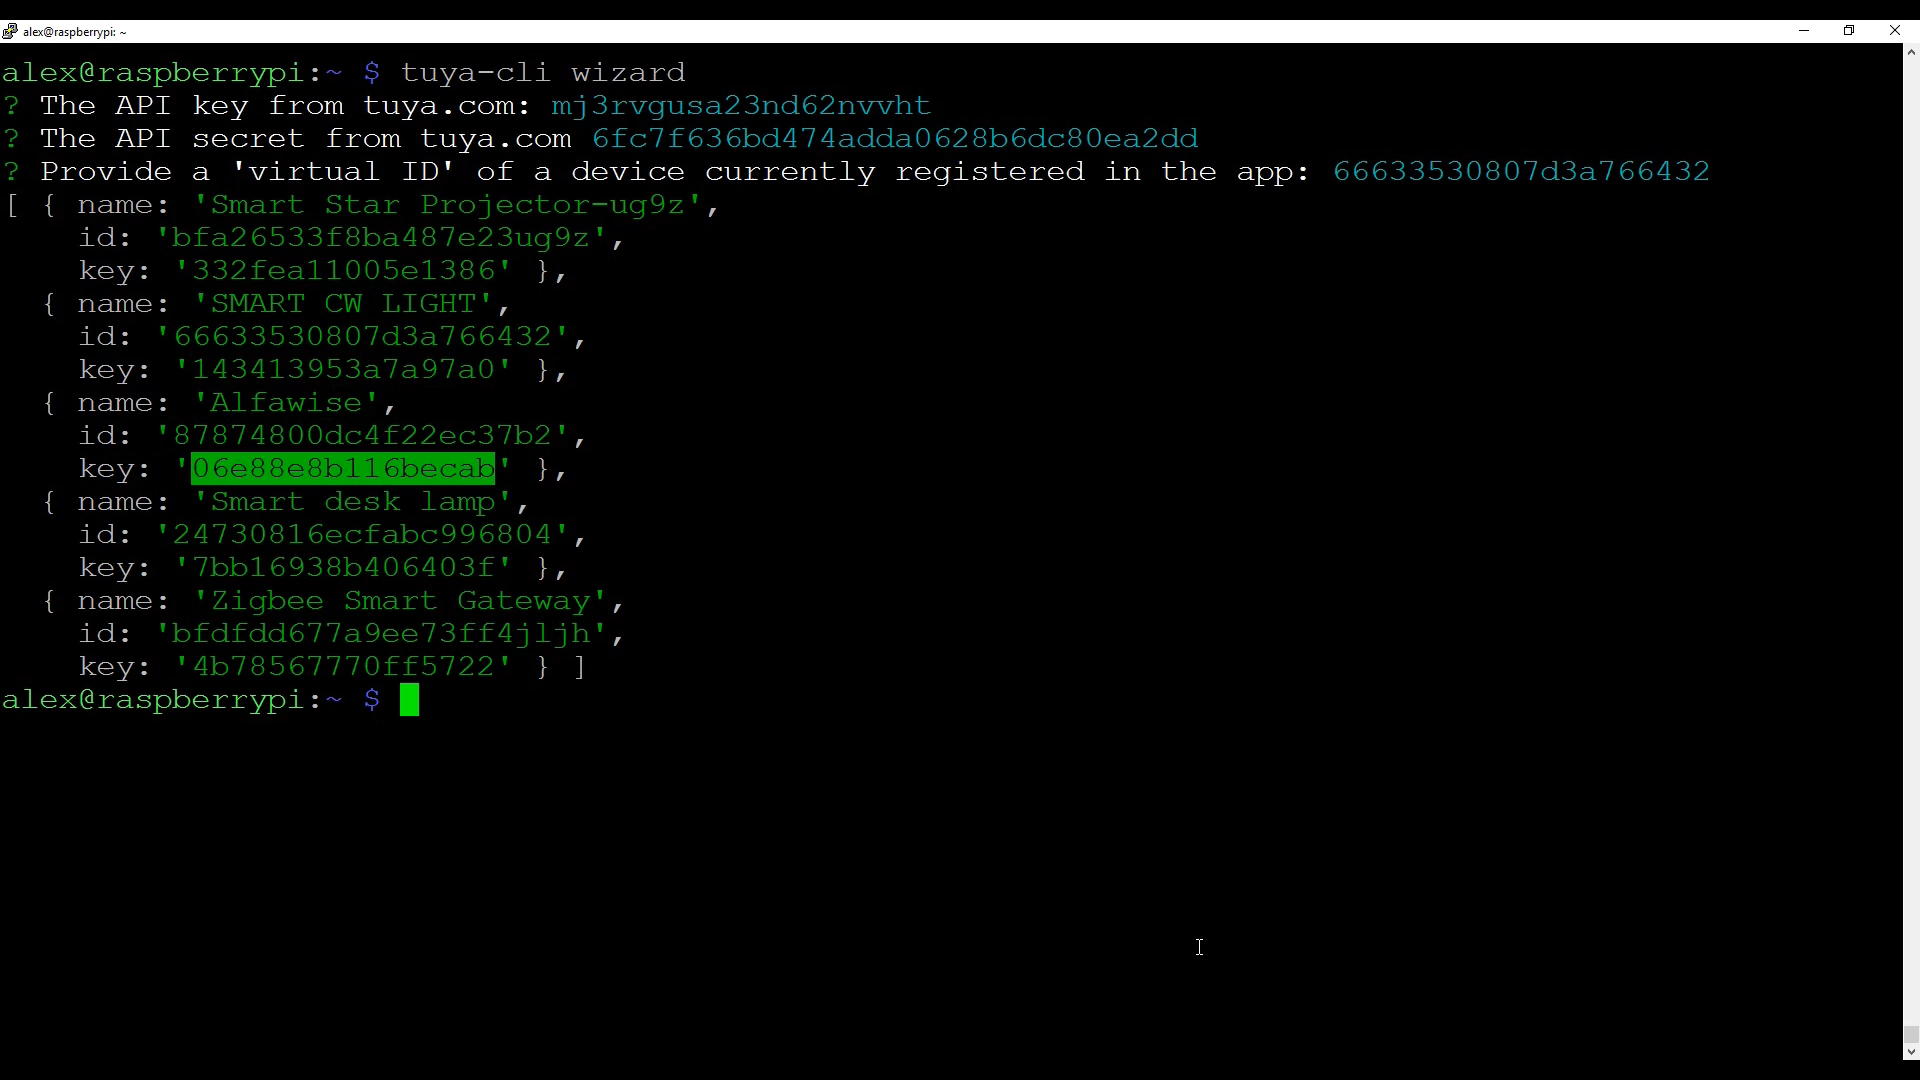 alex@raspberrypi: ~
alex@raspberrypi:~ $ tuya-cli wizard
? The API key from tuya.com: mj3rvgusa23nd62nvvht
? The API secret from tuya.com 6fc7f636bd474adda0628b6dc80ea2dd
? Provide a 'virtual ID' of a device currently registered in the app: 66633530807d3a766432
[ { name: 'Smart Star Projector-ug9z',
id: 'bfa26533f8ba487e23ug9z',
key: '332fea11005e1386' },
{ name: 'SMART CW LIGHT',
id: '66633530807d3a766432',
key: '143413953a7a97a0' },
{ name: 'Alfawise',
id: '87874800dc4f22ec37b2',
key: '06e88e8b116becab' },
{ name: 'Smart desk lamp',
id: '24730816ecfabc996804',
key: '7bb16938b406403f' },
{ name: 'Zigbee Smart Gateway',
id: 'bfdfdd677a9ee73ff4jljh',
key: '4b78567770ff5722' } ]
alex@raspberrypi:~ $